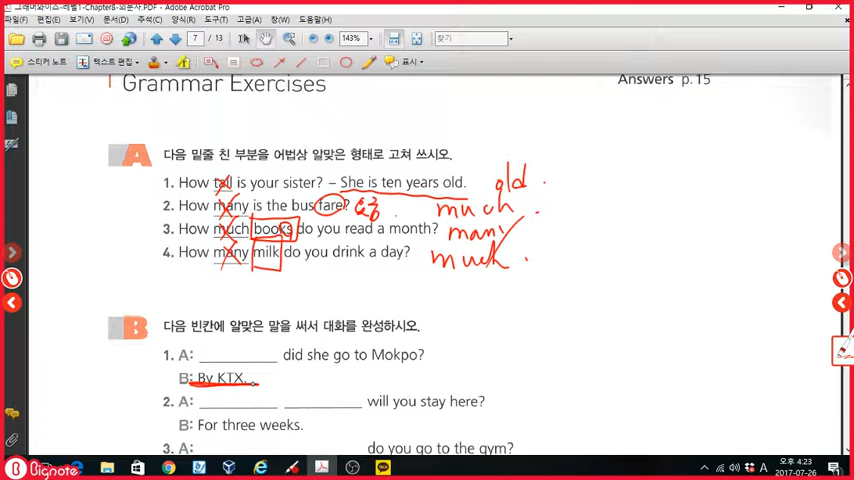 그래머와이즈-레벨1-Chapter8-의문사.PDF - Adobe Acrobat Pro
파일(F) 편집(E) 보기(V) 문서(D) 주석(C) 양식(R) 도구(T) 고급(A) 창(W) 도움말(H)
7 / 13 143% 찾기
스티커 노트 텍스트 편집 표시
Grammar Exercises Answers p.15
A 다음 밑줄 친 부분을 어법상 알맞은 형태로 고쳐 쓰시오.
1. How tall is your sister? – She is ten years old. old
2. How many is the bus fare? much
3. How much books do you read a month? many
4. How many milk do you drink a day? much
B 다음 빈칸에 알맞은 말을 써서 대화를 완성하시오.
1. A: __________ did she go to Mokpo?
B: By KTX.
2. A: __________ __________ will you stay here?
B: For three weeks.
3. A: __________ do you go to the gym?
Bignote
A 오후 4:23
2017-07-26